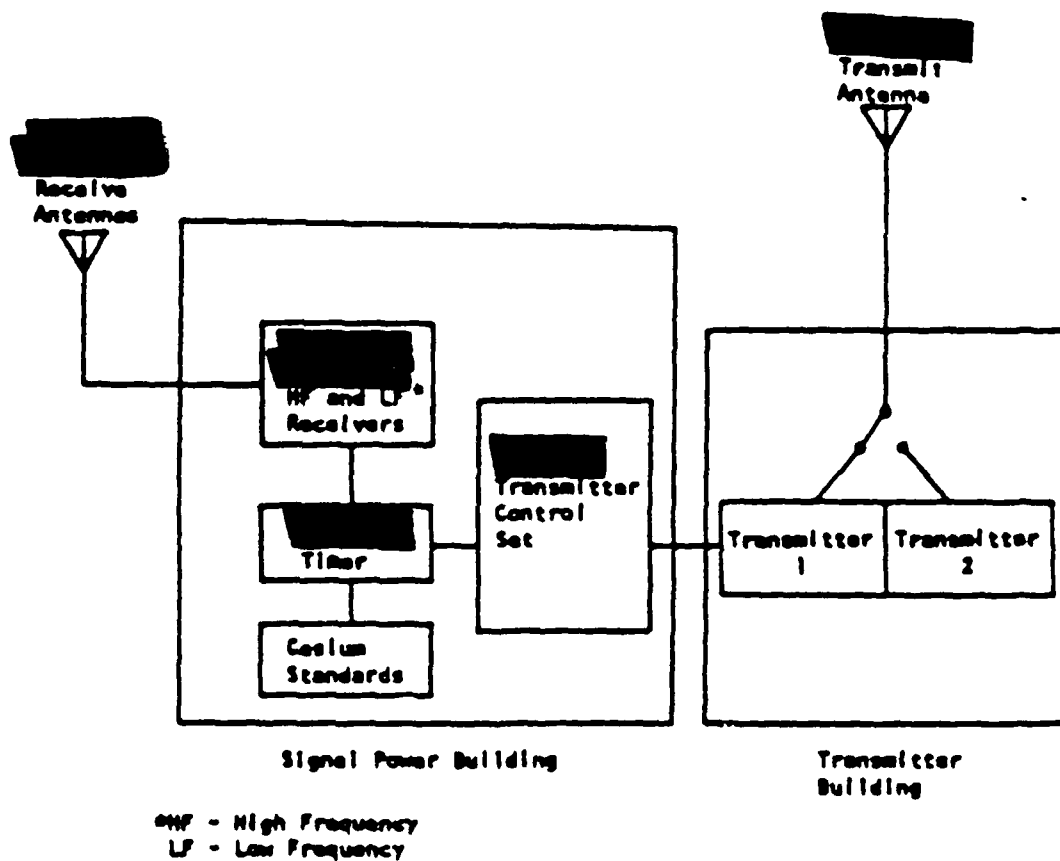 Transmit
Antenna
Receive
Antennas
HF and LF*
Receivers
Transmitter
Control
Set
Timer
Transmitter
1
Transmitter
2
Cesium
Standards
Signal Power Building
Transmitter
Building
*HF - High Frequency
LF - Low Frequency